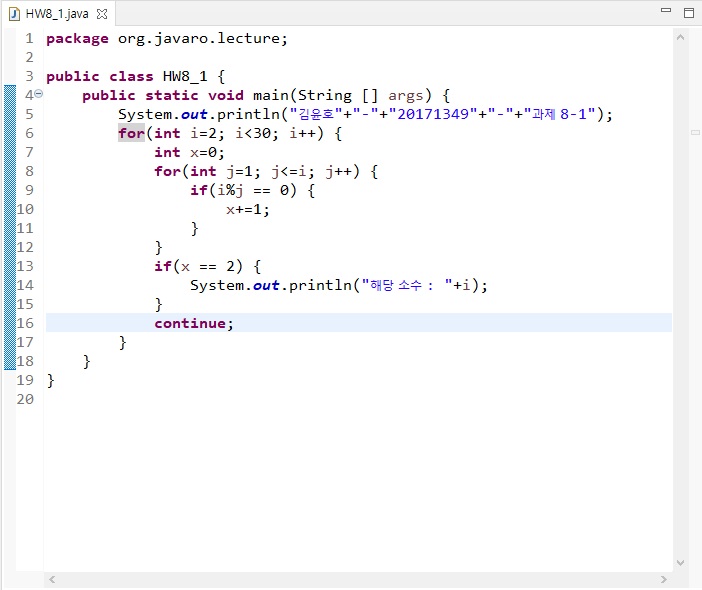 HW8_1.java
1 package org.javaro.lecture;
2
3 public class HW8_1 {
4     public static void main(String [] args) {
5         System.out.println("김윤호"+"-"+"20171349"+"-"+"과제 8-1");
6         for(int i=2; i<30; i++) {
7             int x=0;
8             for(int j=1; j<=i; j++) {
9                 if(i%j == 0) {
10                     x+=1;
11                 }
12             }
13             if(x == 2) {
14                 System.out.println("해당 소수 : "+i);
15             }
16             continue;
17         }
18     }
19 }
20